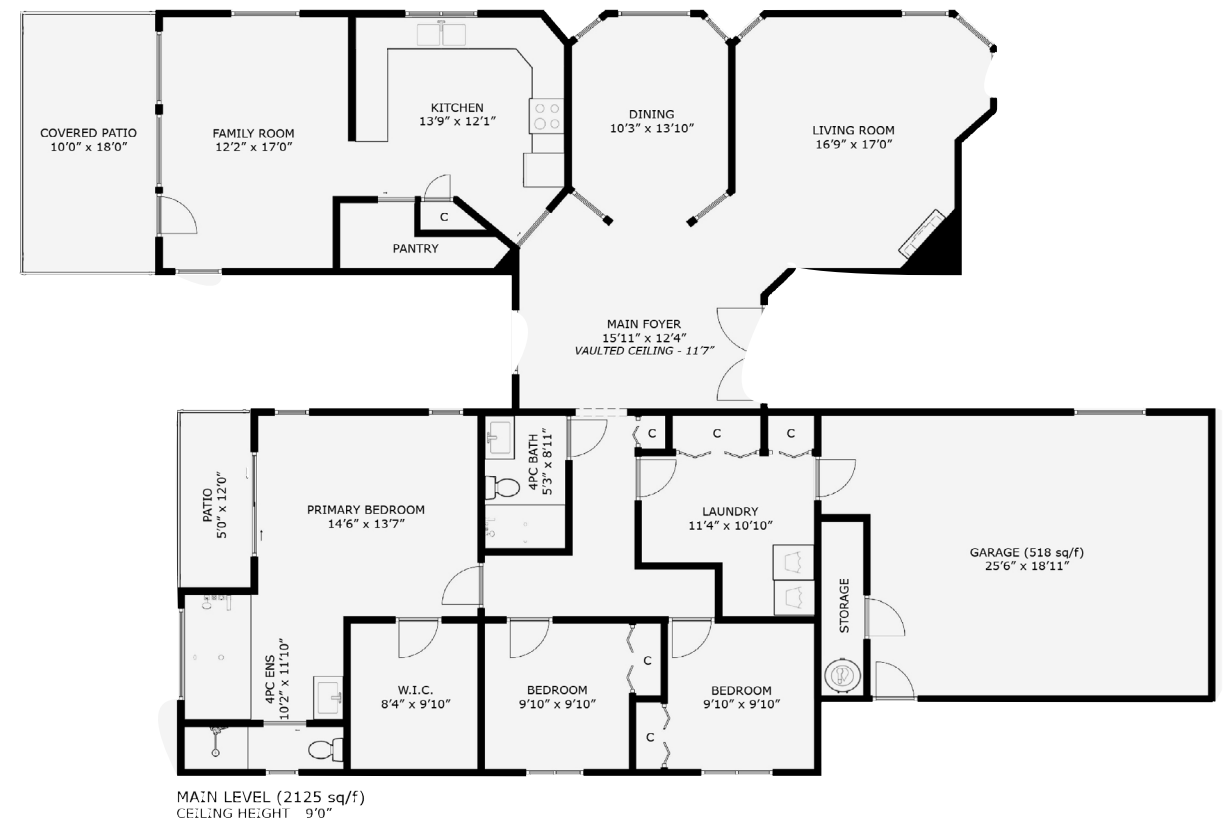 COVERED PATIO
10'0" x 18'0"
FAMILY ROOM
12'2" x 17'0"
KITCHEN
13'9" x 12'1"
DINING
10'3" x 13'10"
LIVING ROOM
16'9" x 17'0"
C
PANTRY
MAIN FOYER
15'11" x 12'4"
VAULTED CEILING - 11'7"
PATIO
5'0" x 12'0"
PRIMARY BEDROOM
14'6" x 13'7"
4PC BATH
5'3" x 8'11"
C
C
C
LAUNDRY
11'4" x 10'10"
GARAGE (518 sq/f)
25'6" x 18'11"
STORAGE
4PC ENS
10'2" x 11'10"
W.I.C.
8'4" x 9'10"
BEDROOM
9'10" x 9'10"
C
C
BEDROOM
9'10" x 9'10"
MAIN LEVEL (2125 sq/f)
CEILING HEIGHT 9'0"